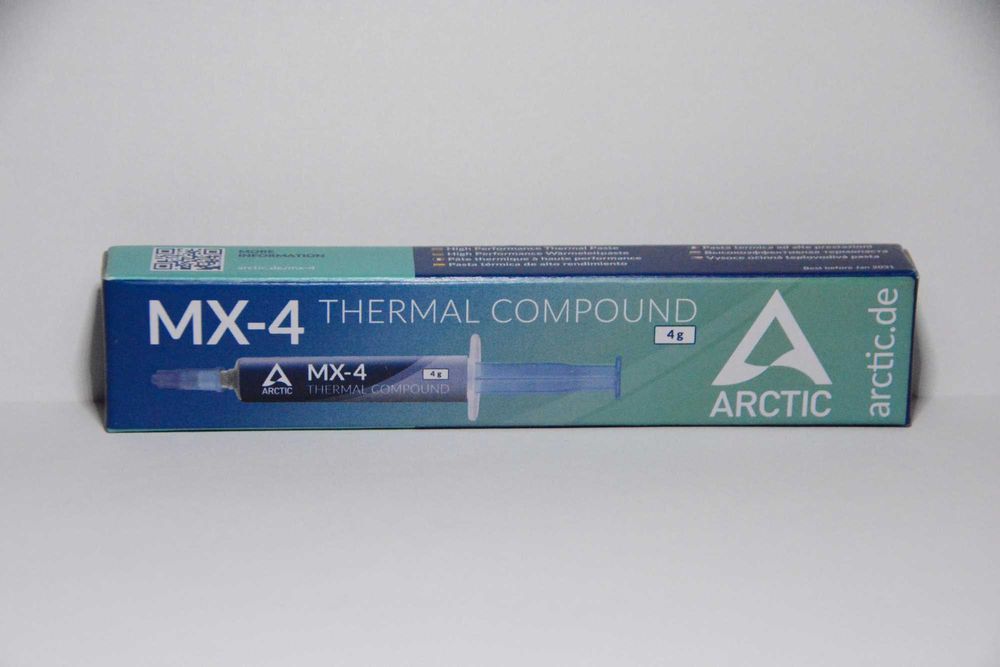 MORE
INFORMATION
arctic.de/mx-4
High Performance Thermal Paste
High Performance Wärmeleitpaste
Pâte thermique à haute performance
Pasta térmica de alto rendimiento
Pasta termica ad alte prestazioni
Высокоэффективная термопаста
Vysoce účinná teplovodivá pasta
Best before Jan 2031
MX-4 THERMAL COMPOUND
4 g
ARCTIC
arctic.de
MX-4
4 g
THERMAL COMPOUND
ARCTIC